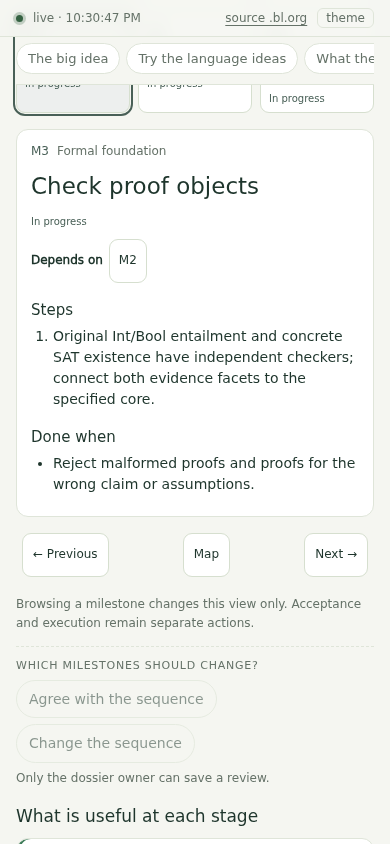 live · 10:30:47 PM
source .bl.org
theme
The big idea
Try the language ideas
What the
In progress
In progress
In progress
M3 Formal foundation
Check proof objects
In progress
Depends on M2
Steps
1. Original Int/Bool entailment and concrete
SAT existence have independent checkers;
connect both evidence facets to the
specified core.
Done when
• Reject malformed proofs and proofs for the
wrong claim or assumptions.
← Previous
Map
Next →
Browsing a milestone changes this view only. Acceptance
and execution remain separate actions.
WHICH MILESTONES SHOULD CHANGE?
Agree with the sequence
Change the sequence
Only the dossier owner can save a review.
What is useful at each stage